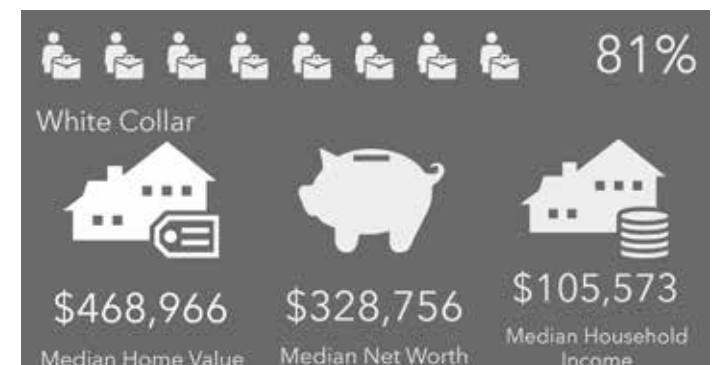 81%
White Collar
$468,966
$328,756
$105,573
Median Home Value
Median Net Worth
Median Household
Income